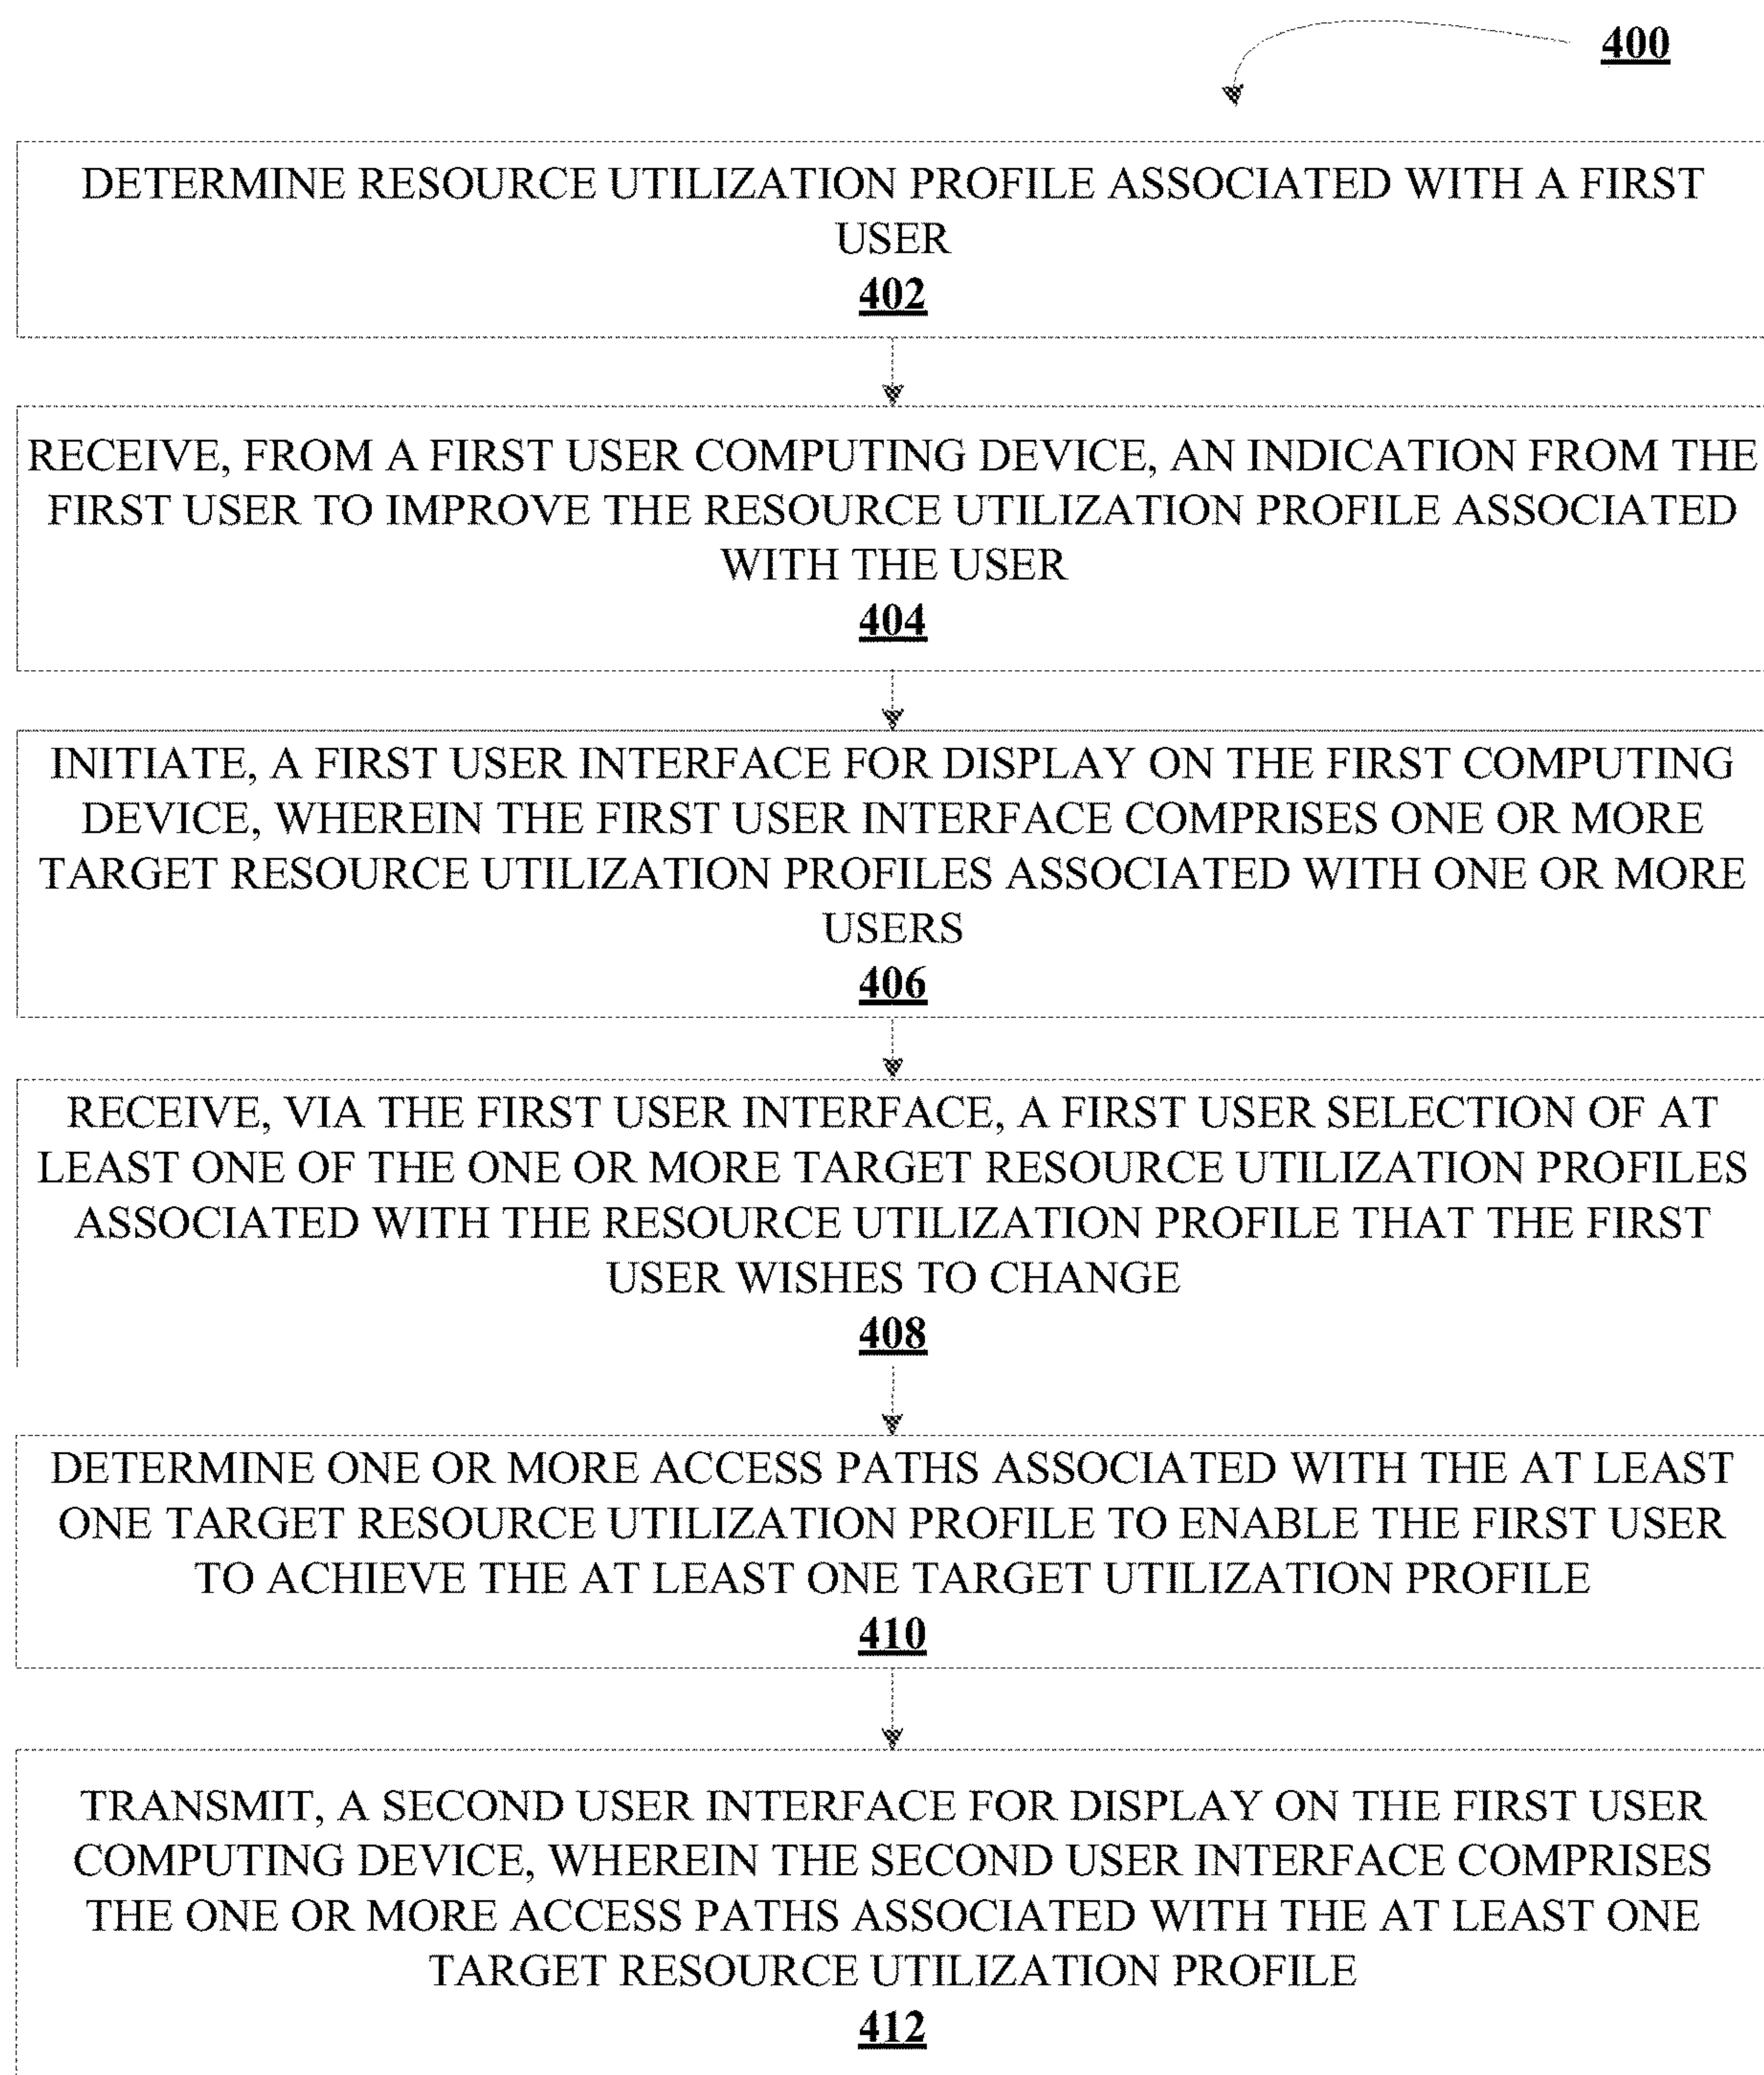 400
DETERMINE RESOURCE UTILIZATION PROFILE ASSOCIATED WITH A FIRST
USER
402
RECEIVE, FROM A FIRST USER COMPUTING DEVICE, AN INDICATION FROM THE
FIRST USER TO IMPROVE THE RESOURCE UTILIZATION PROFILE ASSOCIATED
WITH THE USER
404
INITIATE, A FIRST USER INTERFACE FOR DISPLAY ON THE FIRST COMPUTING
DEVICE, WHEREIN THE FIRST USER INTERFACE COMPRISES ONE OR MORE
TARGET RESOURCE UTILIZATION PROFILES ASSOCIATED WITH ONE OR MORE
USERS
406
RECEIVE, VIA THE FIRST USER INTERFACE, A FIRST USER SELECTION OF AT
LEAST ONE OF THE ONE OR MORE TARGET RESOURCE UTILIZATION PROFILES
ASSOCIATED WITH THE RESOURCE UTILIZATION PROFILE THAT THE FIRST
USER WISHES TO CHANGE
408
DETERMINE ONE OR MORE ACCESS PATHS ASSOCIATED WITH THE AT LEAST
ONE TARGET RESOURCE UTILIZATION PROFILE TO ENABLE THE FIRST USER
TO ACHIEVE THE AT LEAST ONE TARGET UTILIZATION PROFILE
410
TRANSMIT, A SECOND USER INTERFACE FOR DISPLAY ON THE FIRST USER
COMPUTING DEVICE, WHEREIN THE SECOND USER INTERFACE COMPRISES
THE ONE OR MORE ACCESS PATHS ASSOCIATED WITH THE AT LEAST ONE
TARGET RESOURCE UTILIZATION PROFILE
412